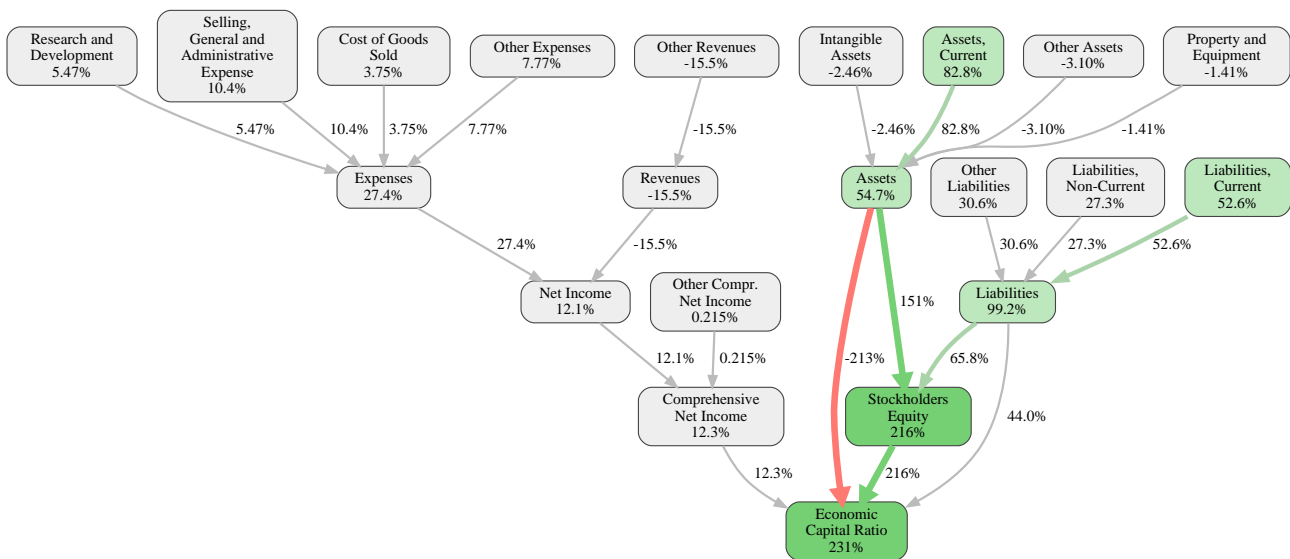 Research and
Development
5.47%
Selling,
General and
Administrative
Expense
10.4%
Cost of Goods
Sold
3.75%
Other Expenses
7.77%
Other Revenues
-15.5%
Intangible
Assets
-2.46%
Assets,
Current
82.8%
Other Assets
-3.10%
Property and
Equipment
-1.41%
5.47%
10.4%
3.75%
7.77%
-15.5%
-2.46%
82.8%
-3.10%
-1.41%
Expenses
27.4%
Revenues
-15.5%
Assets
54.7%
Other
Liabilities
30.6%
Liabilities,
Non-Current
27.3%
Liabilities,
Current
52.6%
27.4%
-15.5%
30.6%
27.3%
52.6%
Net Income
12.1%
Other Compr.
Net Income
0.215%
151%
Liabilities
99.2%
12.1%
0.215%
-213%
65.8%
Comprehensive
Net Income
12.3%
Stockholders
Equity
216%
44.0%
12.3%
216%
Economic
Capital Ratio
231%